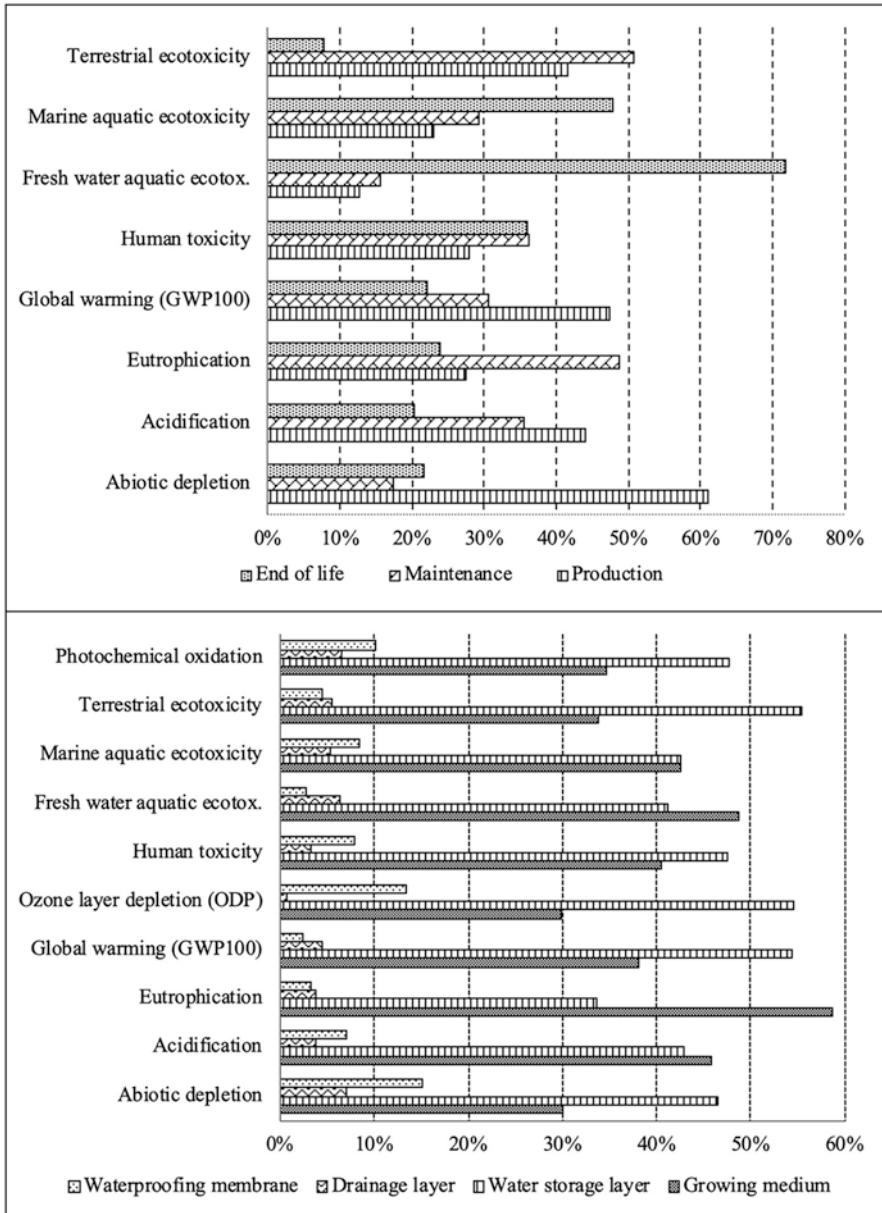 Terrestrial ecotoxicity
Marine aquatic ecotoxicity
Fresh water aquatic ecotox.
Human toxicity
Global warming (GWP100)
Eutrophication
Acidification
Abiotic depletion
0% 10% 20% 30% 40% 50% 60% 70% 80%
End of life Maintenance Production
Photochemical oxidation
Terrestrial ecotoxicity
Marine aquatic ecotoxicity
Fresh water aquatic ecotox.
Human toxicity
Ozone layer depletion (ODP)
Global warming (GWP100)
Eutrophication
Acidification
Abiotic depletion
0% 10% 20% 30% 40% 50% 60%
Waterproofing membrane Drainage layer Water storage layer Growing medium